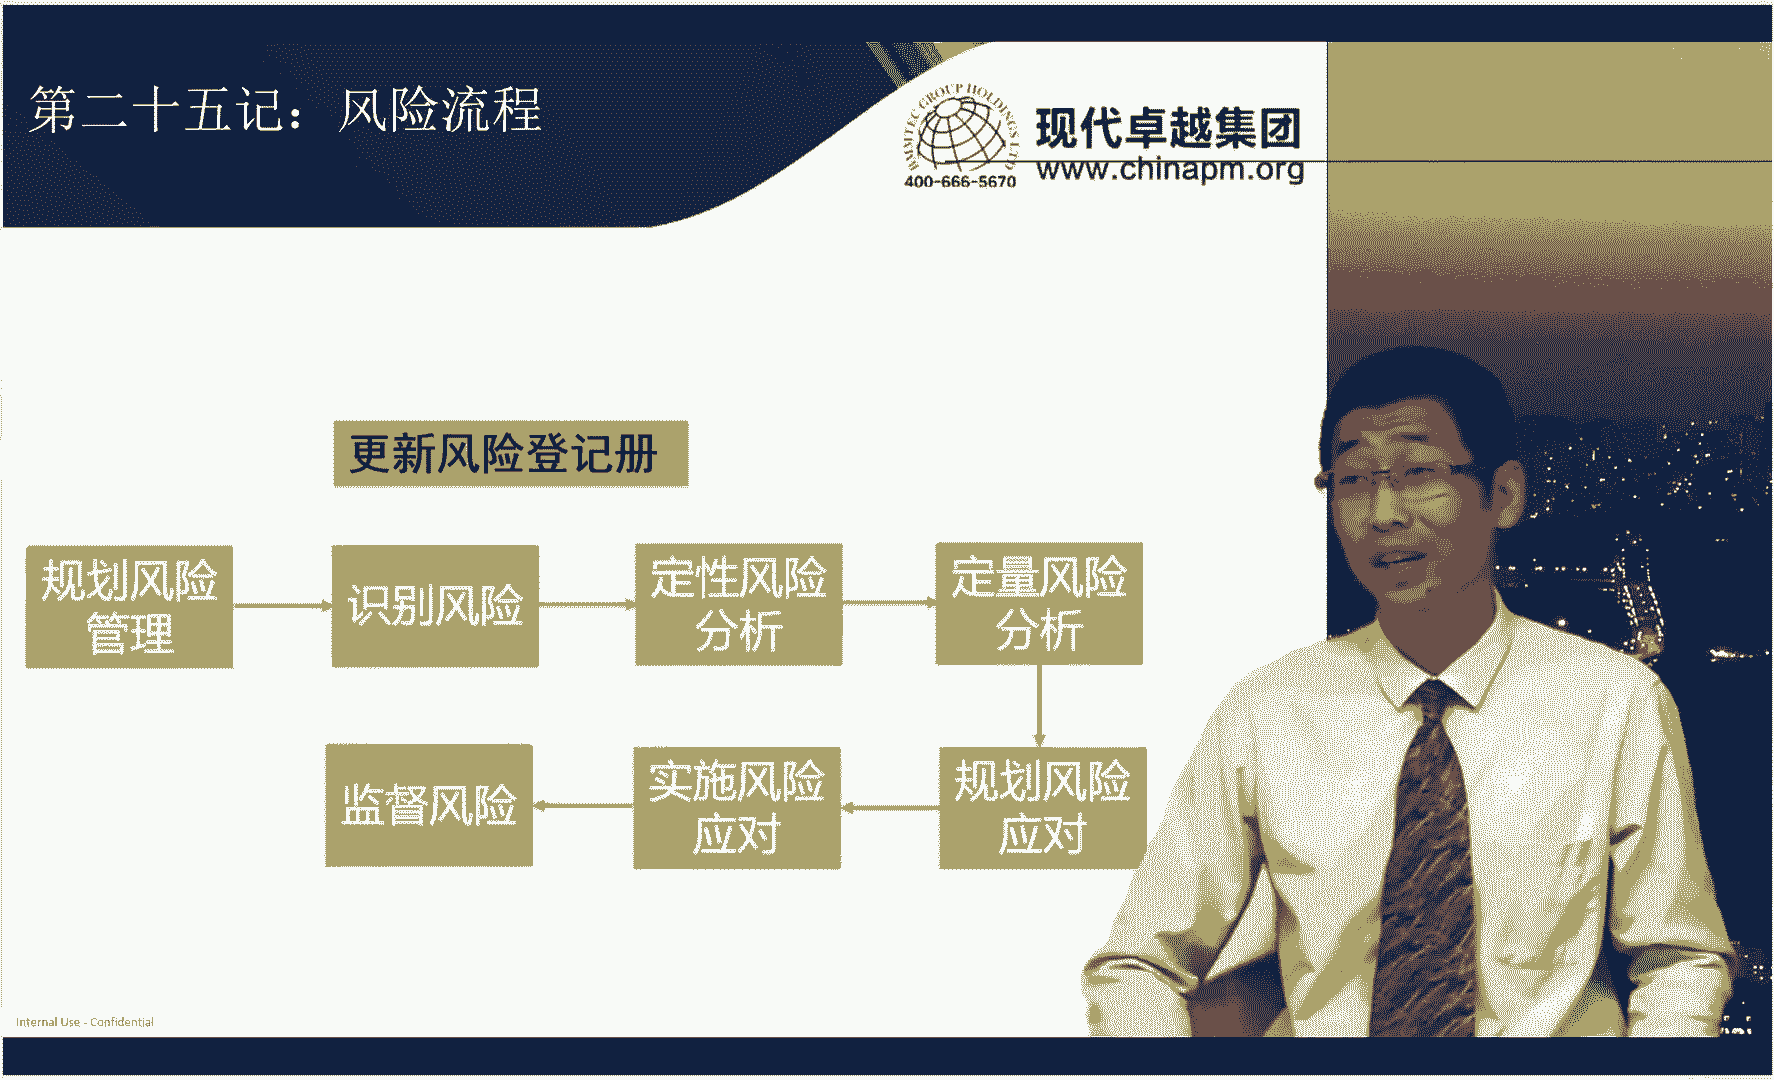 第二十五记：风险流程
MMTEC GROUP HOLDINGS LTD
现代卓越集团
400-666-5670
www.chinapm.org
更新风险登记册
规划风险
管理
识别风险
定性风险
分析
定量风险
分析
监督风险
实施风险
应对
规划风险
应对
Internal Use - Confidential